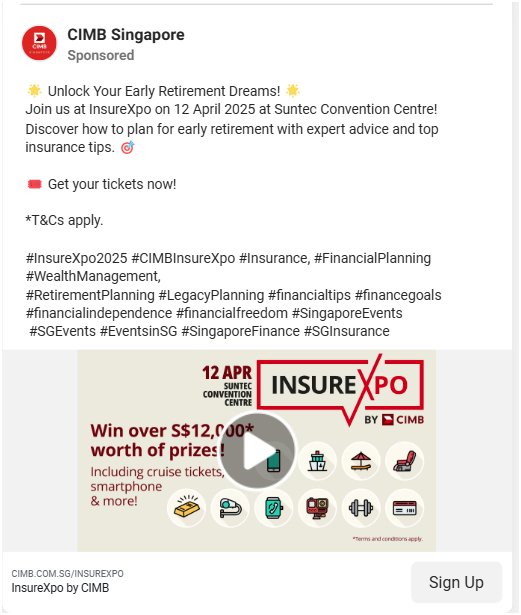 CIMB Singapore
Sponsored
🌟 Unlock Your Early Retirement Dreams! 🌟
Join us at InsureXpo on 12 April 2025 at Suntec Convention Centre!
Discover how to plan for early retirement with expert advice and top
insurance tips. 🎯
🎟️ Get your tickets now!
*T&Cs apply.
#InsureXpo2025 #CIMBInsureXpo #Insurance, #FinancialPlanning
#WealthManagement,
#RetirementPlanning #LegacyPlanning #financialtips #financegoals
#financialindependence #financialfreedom #SingaporeEvents
#SGEvents #EventsinSG #SingaporeFinance #SGInsurance
12 APR
SUNTEC
CONVENTION
CENTRE
INSUREXPO
BY CIMB
Win over S$12,000*
worth of prizes!
Including cruise tickets,
smartphone
& more!
*Terms and conditions apply.
CIMB.COM.SG/INSUREXPO
InsureXpo by CIMB
Sign Up